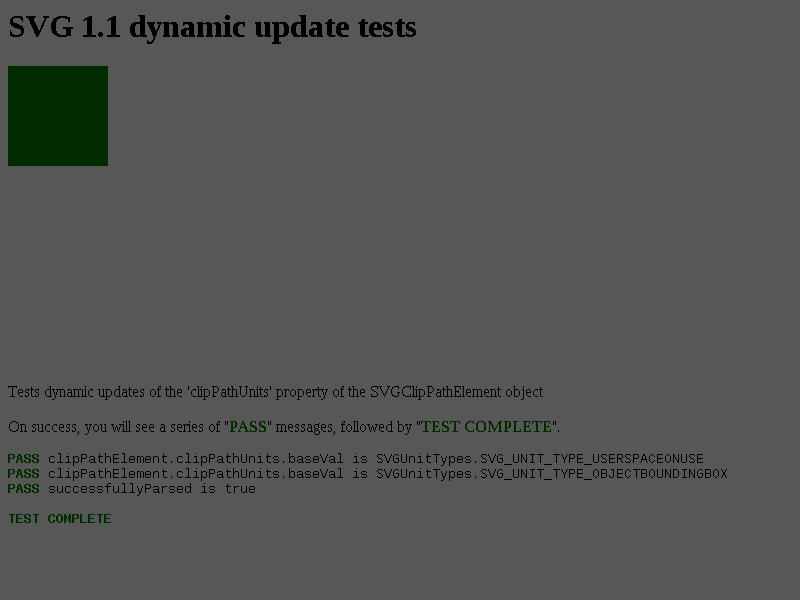 SVG 1.1 dynamic update tests
Tests dynamic updates of the 'clipPathUnits' property of the SVGClipPathElement object
On success, you will see a series of "PASS" messages, followed by "TEST COMPLETE".
PASS clipPathElement.clipPathUnits.baseVal is SVGUnitTypes.SVG_UNIT_TYPE_USERSPACEONUSE
PASS clipPathElement.clipPathUnits.baseVal is SVGUnitTypes.SVG_UNIT_TYPE_OBJECTBOUNDINGBOX
PASS successfullyParsed is true
TEST COMPLETE